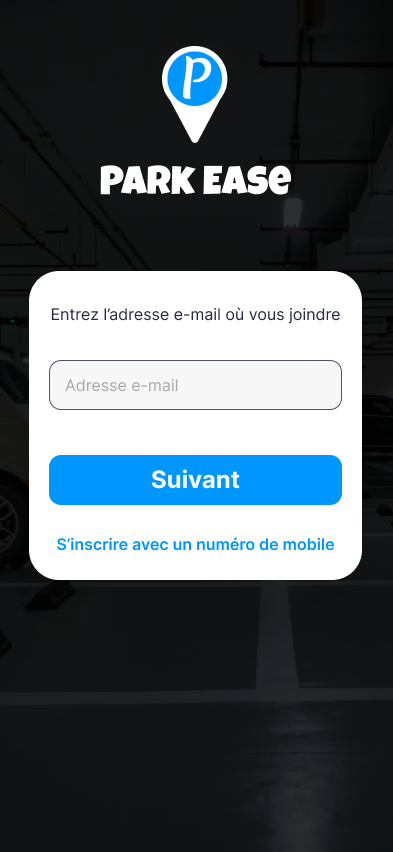 P
PARK EASe
Entrez l’adresse e-mail où vous joindre
Adresse e-mail
Suivant
S’inscrire avec un numéro de mobile